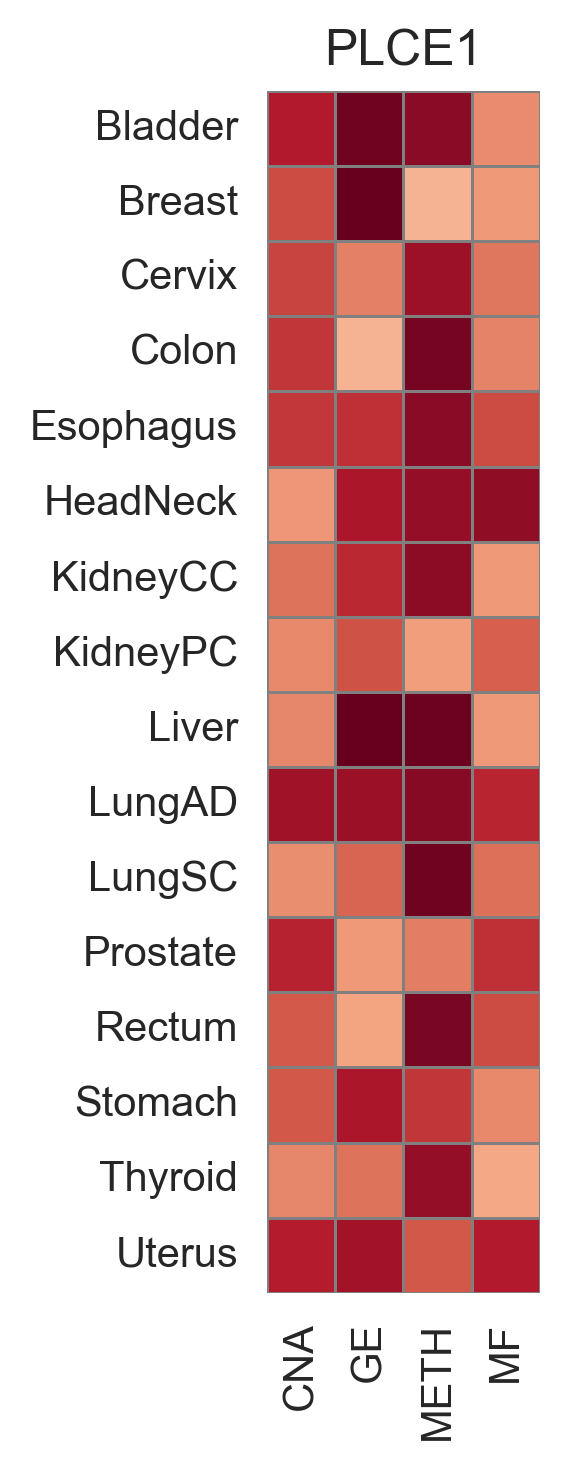 PLCE1
Bladder
Breast
Cervix
Colon
Esophagus
HeadNeck
KidneyCC
KidneyPC
Liver
LungAD
LungSC
Prostate
Rectum
Stomach
Thyroid
Uterus
CNA
GE
METH
MF